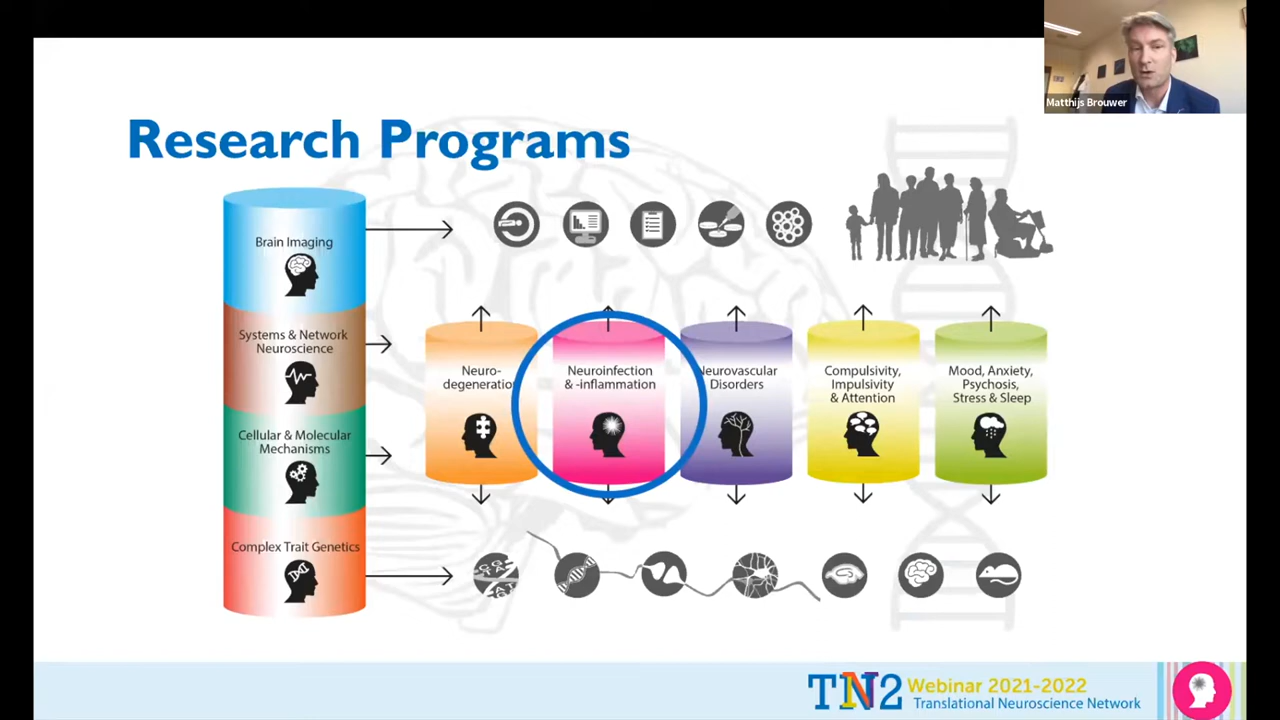 Matthijs Brouwer
Research Programs
Brain Imaging
Systems & Network
Neuroscience
Cellular & Molecular
Mechanisms
Complex Trait Genetics
Neuro-
degeneration
Neuroinfection
& -inflammation
Neurovascular
Disorders
Compulsivity,
Impulsivity
& Attention
Mood, Anxiety,
Psychosis,
Stress & Sleep
TN2 Webinar 2021-2022
Translational Neuroscience Network